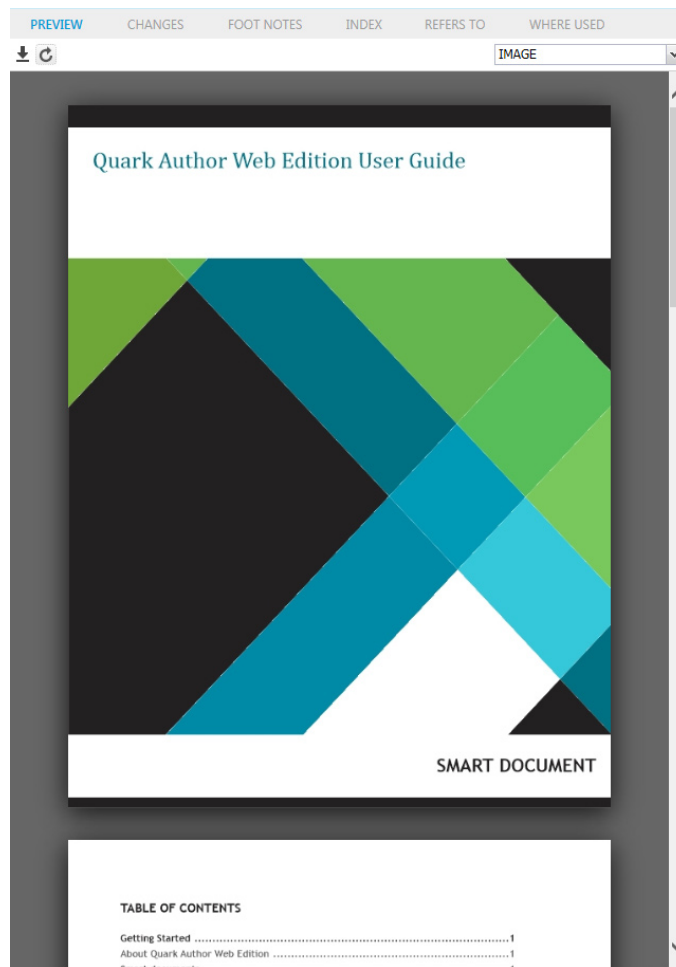 PREVIEW CHANGES FOOT NOTES INDEX REFERS TO WHERE USED
IMAGE
Quark Author Web Edition User Guide
SMART DOCUMENT
TABLE OF CONTENTS
Getting Started ........................................................................................1
About Quark Author Web Edition ..................................................................1